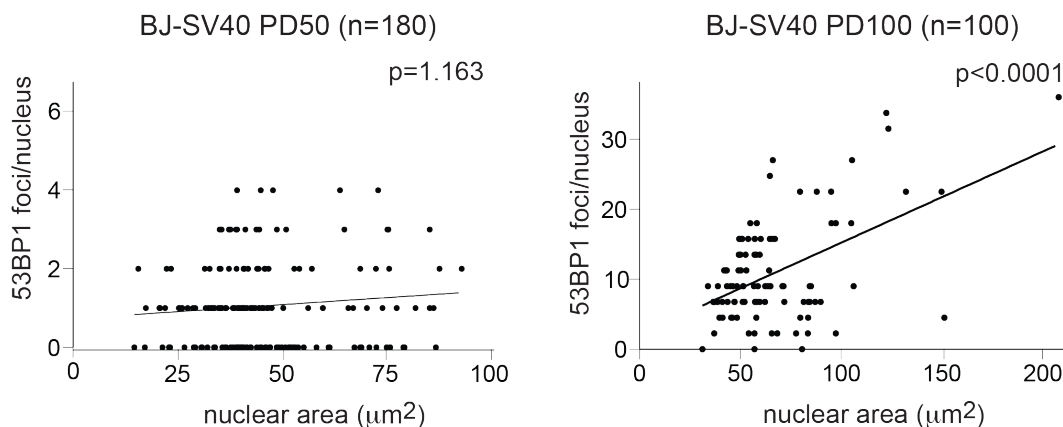 BJ-SV40 PD50 (n=180)
p=1.163
53BP1 foci/nucleus
6
4
2
0
0
25
50
75
100
nuclear area (μm2)
BJ-SV40 PD100 (n=100)
p<0.0001
53BP1 foci/nucleus
30
20
10
0
0
50
100
150
200
nuclear area (μm2)